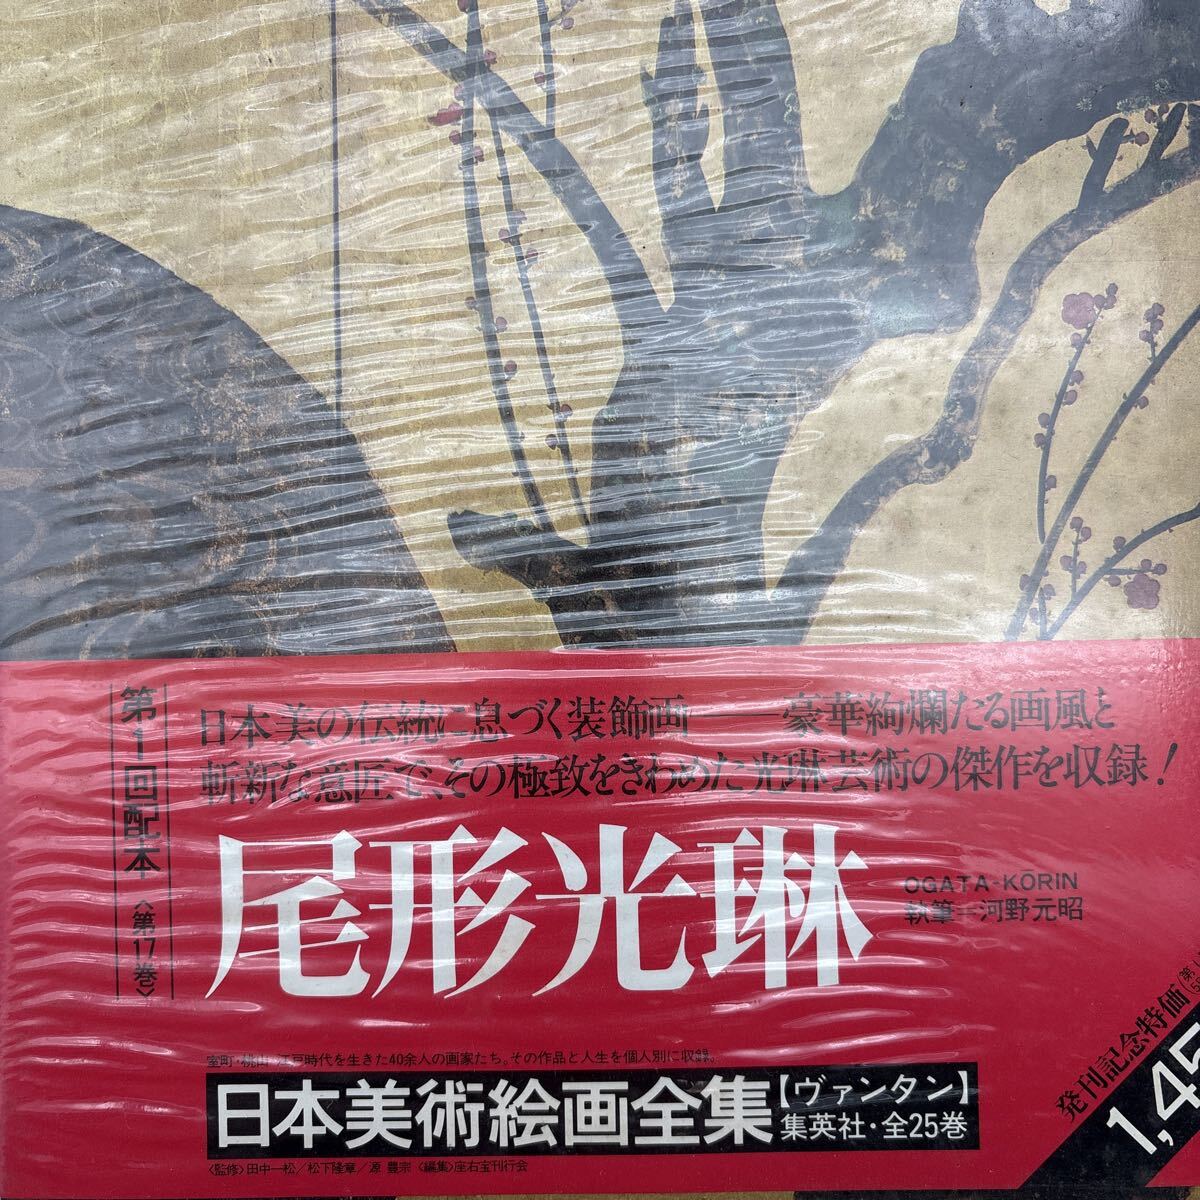 第1回配本〈第17巻〉
日本美の伝統に息づく装飾画――豪華絢爛たる画風と
斬新な意匠で、その極致をきわめた光琳芸術の傑作を収録！
尾形光琳
OGATA-KŌRIN
執筆＝河野元昭
室町・桃山・江戸時代を生きた40余人の画家たち。その作品と人生を個人別に収録。
日本美術絵画全集
【ヴァンタン】
集英社・全25巻
〈監修〉田中一松／松下隆章／源 豊宗 〈編集〉座右宝刊行会
発刊記念特価
1,45